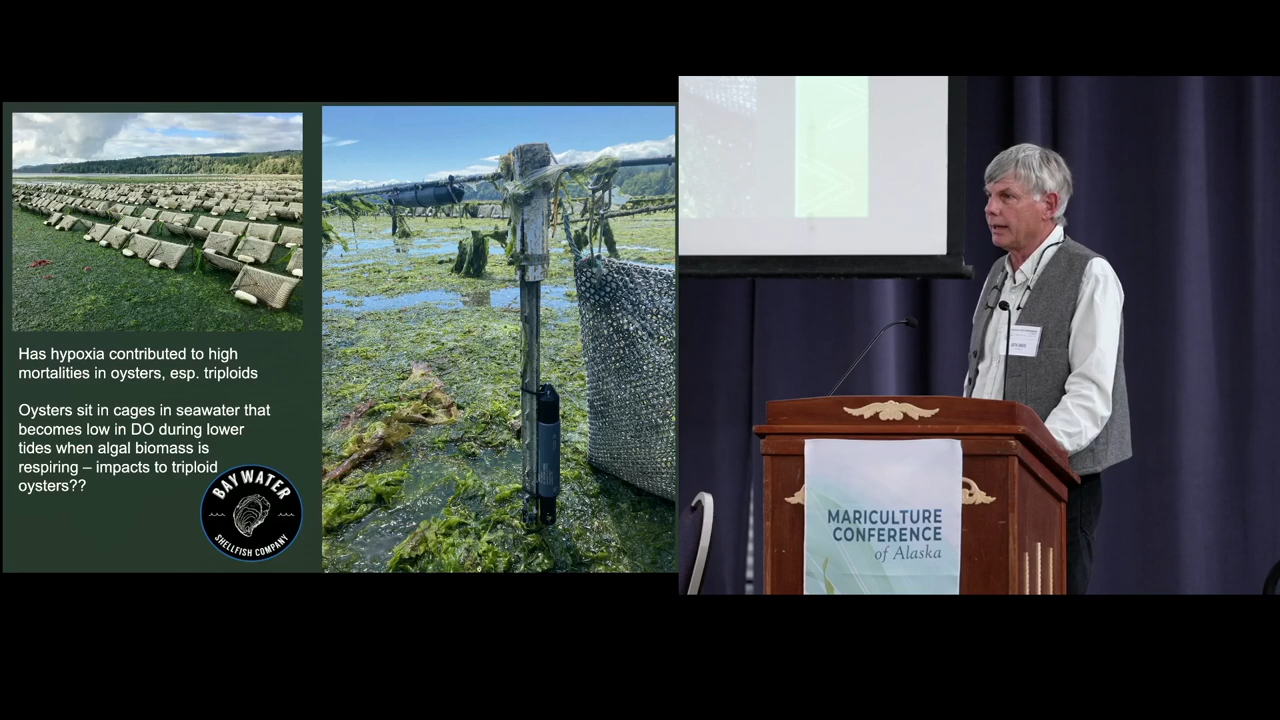 Has hypoxia contributed to high
mortalities in oysters, esp. triploids
Oysters sit in cages in seawater that
becomes low in DO during lower
tides when algal biomass is
respiring – impacts to triploid
oysters??
BAYWATER
SHELLFISH COMPANY
MARICULTURE
CONFERENCE
of Alaska